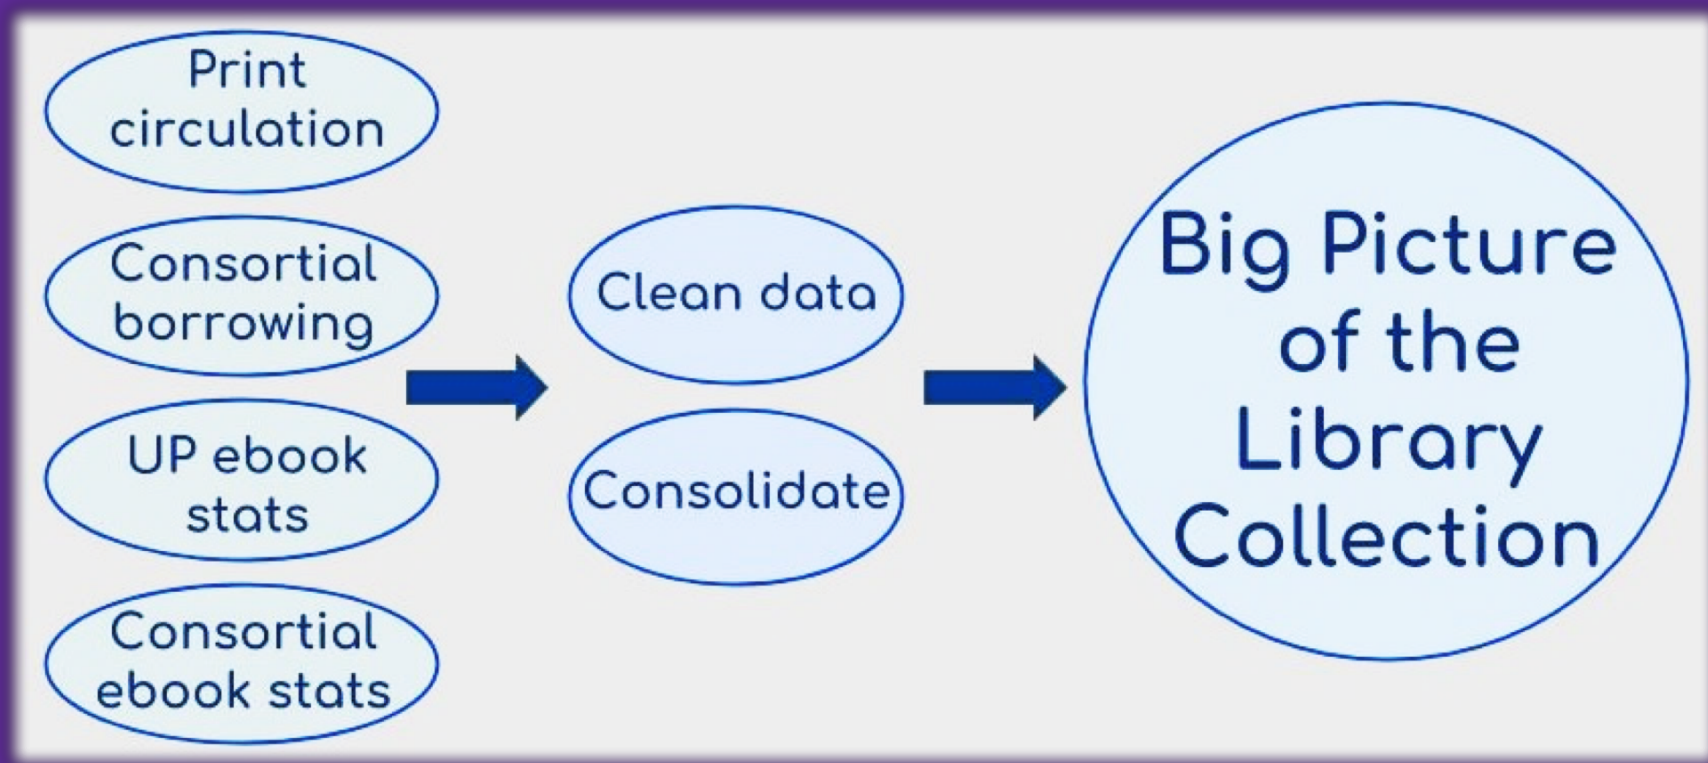 Print
circulation
Consortial
borrowing
UP ebook
stats
Consortial
ebook stats
Clean data
Consolidate
Big Picture
of the
Library
Collection